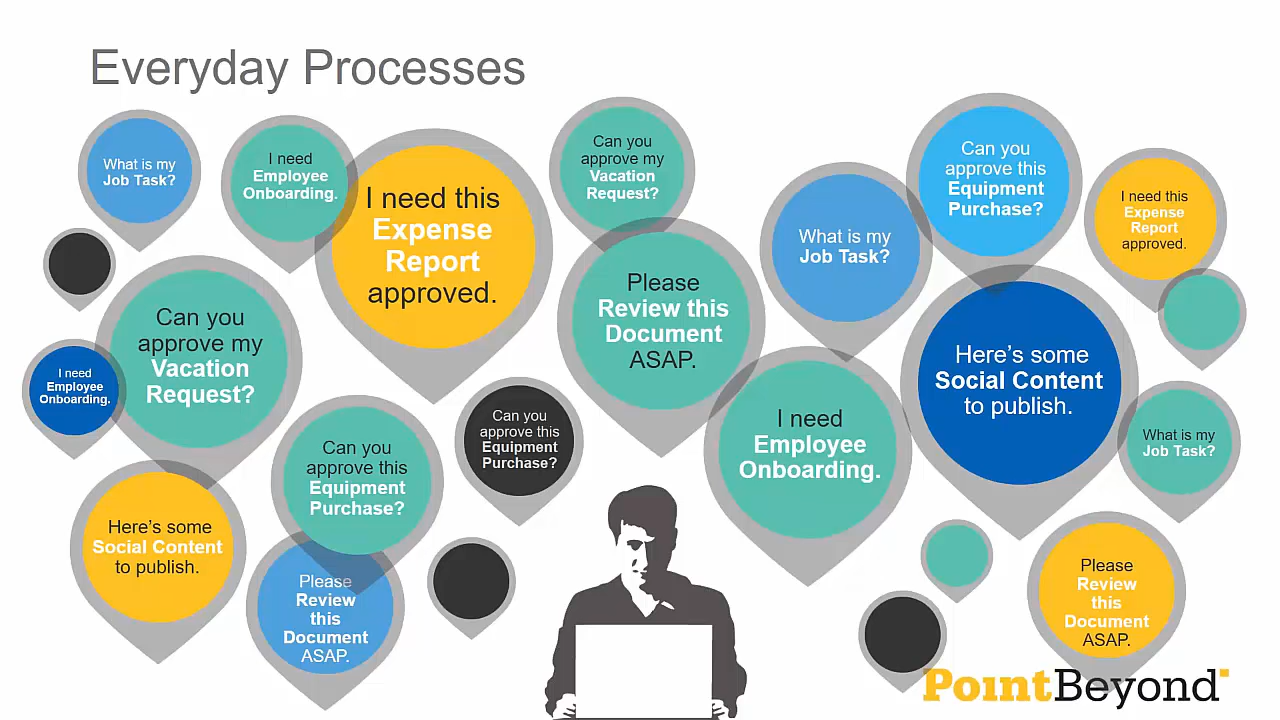 Everyday Processes
What is my
Job Task?
I need
Employee
Onboarding.
I need this
Expense
Report
approved.
Can you
approve my
Vacation
Request?
Can you
approve this
Equipment
Purchase?
I need this
Expense
Report
approved.
What is my
Job Task?
Please
Review this
Document
ASAP.
Can you
approve my
Vacation
Request?
I need
Employee
Onboarding.
Here's some
Social Content
to publish.
Can you
approve this
Equipment
Purchase?
I need
Employee
Onboarding.
What is my
Job Task?
Can you
approve this
Equipment
Purchase?
Here's some
Social Content
to publish.
Please
Review
this
Document
ASAP.
Please
Review
this
Document
ASAP.
PointBeyond